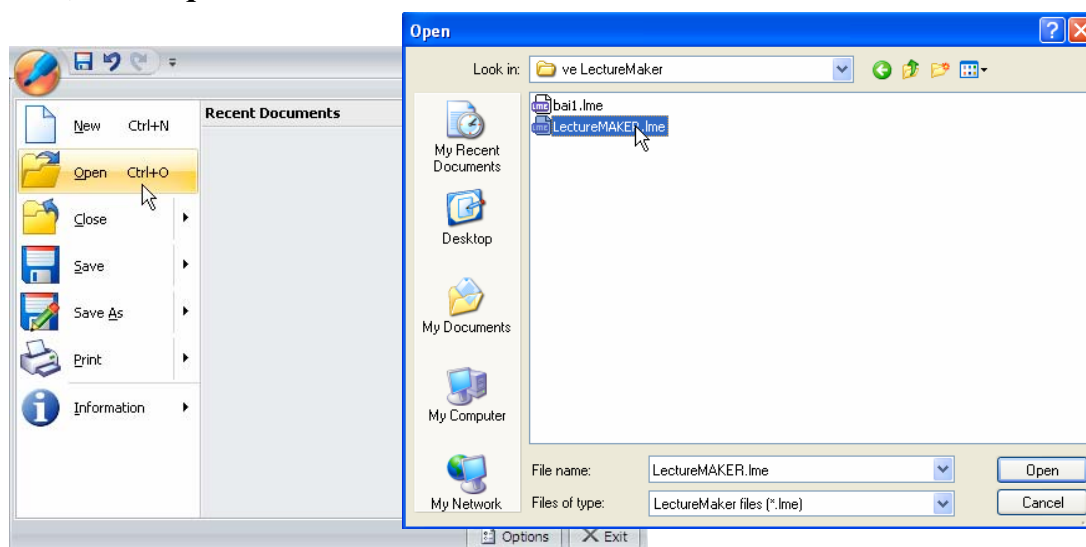 Recent Documents
New Ctrl+N
Open Ctrl+O
Close
Save
Save As
Print
Information
Options
Exit
Open
Look in: ve LectureMaker
bai1.lme
LectureMAKER.lme
My Recent
Documents
Desktop
My Documents
My Computer
My Network
File name: LectureMAKER.lme Open
Files of type: LectureMaker files (*.lme) Cancel